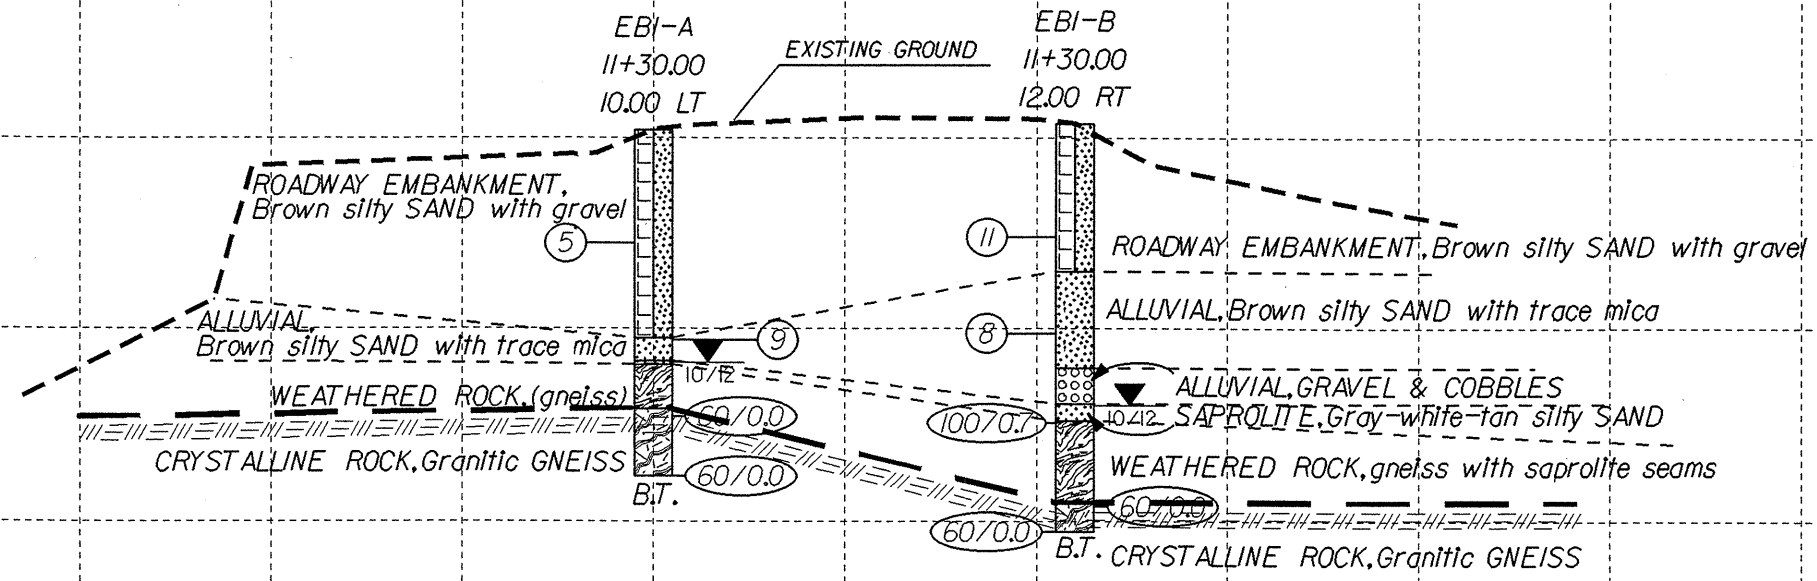 EB1-A
11+30.00
10.00 LT
EXISTING GROUND
EB1-B
11+30.00
12.00 RT
ROADWAY EMBANKMENT,
Brown silty SAND with gravel
5
11
ROADWAY EMBANKMENT, Brown silty SAND with gravel
ALLUVIAL,
Brown silty SAND with trace mica
9
10/12
8
ALLUVIAL, Brown silty SAND with trace mica
WEATHERED ROCK, (gneiss)
60/0.0
ALLUVIAL, GRAVEL & COBBLES
100/0.7
10/12
SAPROLITE, Gray-white-tan silty SAND
CRYSTALLINE ROCK, Granitic GNEISS
60/0.0
B.T.
WEATHERED ROCK, gneiss with saprolite seams
60/0.0
60/0.0
B.T.
CRYSTALLINE ROCK, Granitic GNEISS